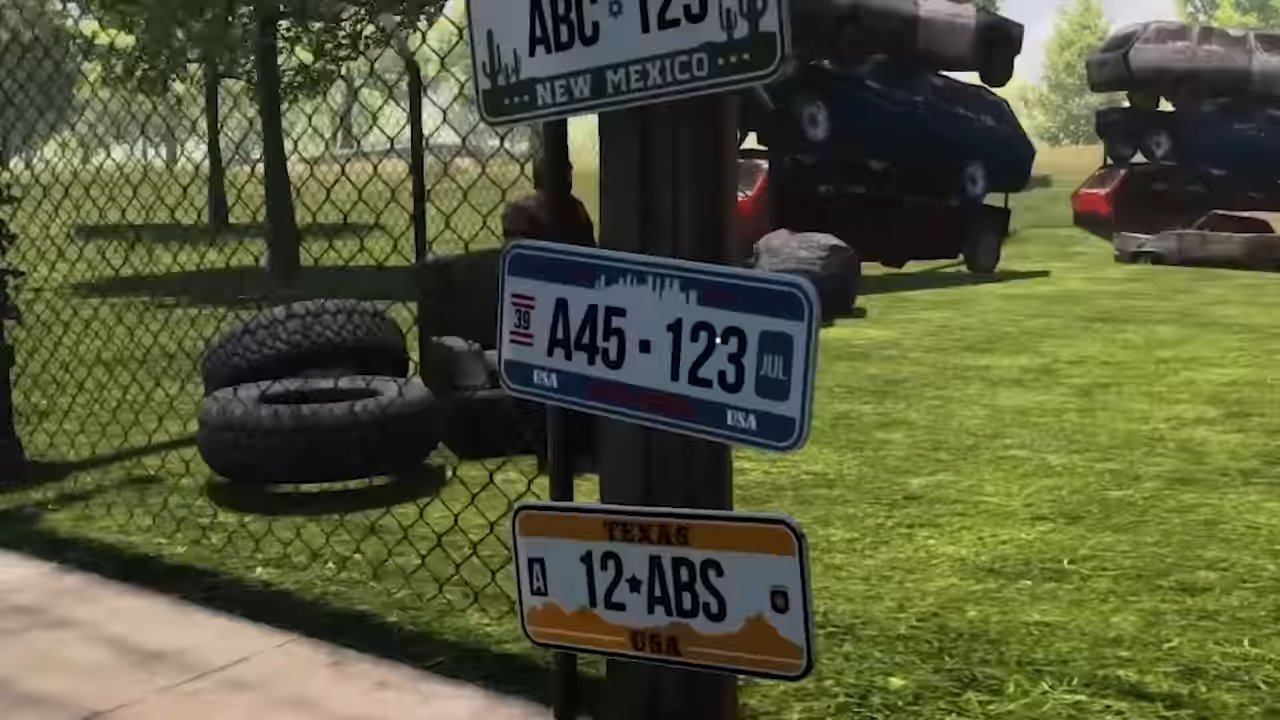 ABC 123
NEW MEXICO
39 A45 - 123 JUL
USA USA
TEXAS
A 12★ABS
USA